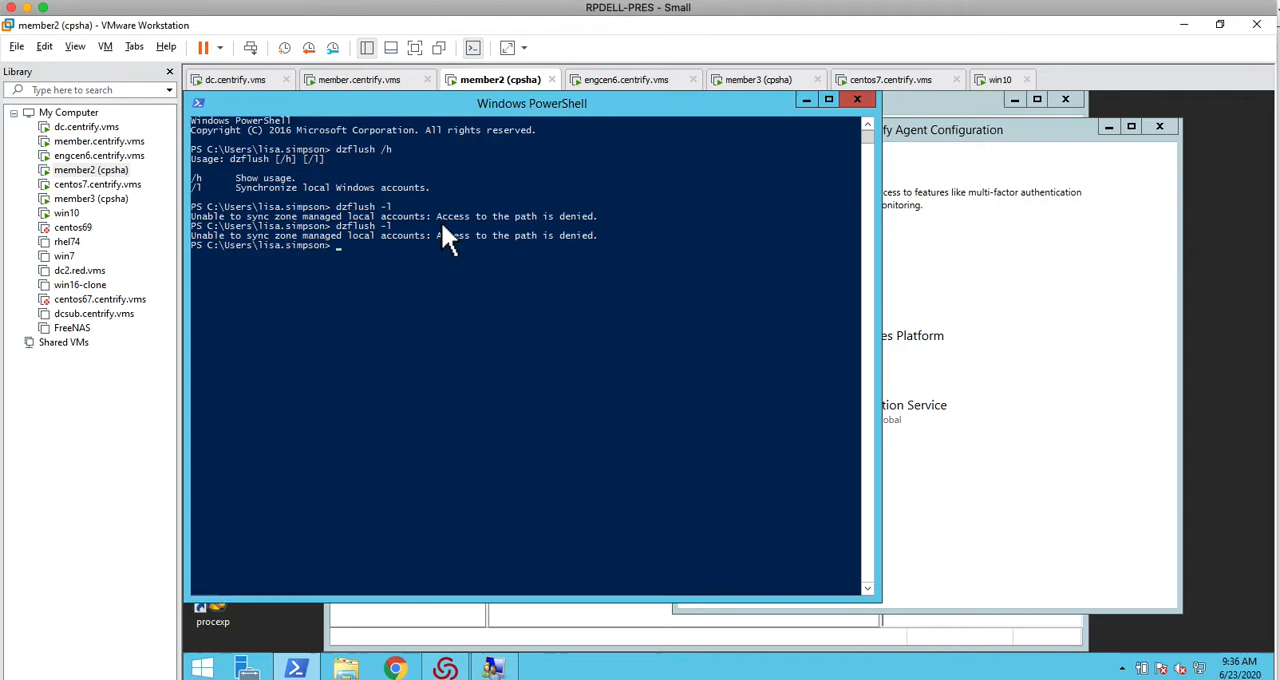 RPDELL-PRES - Small
member2 (cpsha) - VMware Workstation
File Edit View VM Tabs Help
Library
Type here to search
My Computer
dc.centrify.vms
member.centrify.vms
engcen6.centrify.vms
member2 (cpsha)
centos7.centrify.vms
member3 (cpsha)
win10
centos69
rhel74
win7
dc2.red.vms
win16-clone
centos67.centrify.vms
dcsub.centrify.vms
FreeNAS
Shared VMs
dc.centrify.vms member.centrify.vms member2 (cpsha) engcen6.centrify.vms member3 (cpsha) centos7.centrify.vms win10
Windows PowerShell
Windows PowerShell
Copyright (C) 2016 Microsoft Corporation. All rights reserved.
PS C:\Users\lisa.simpson> dzflush /h
Usage: dzflush [/h] [/l]
/h Show usage.
/l Synchronize local Windows accounts.
PS C:\Users\lisa.simpson> dzflush -l
Unable to sync zone managed local accounts: Access to the path is denied.
PS C:\Users\lisa.simpson> dzflush -l
Unable to sync zone managed local accounts: Access to the path is denied.
PS C:\Users\lisa.simpson>
fy Agent Configuration
cess to features like multi-factor authentication
onitoring.
es Platform
tion Service
obal
procexp
9:36 AM
6/23/2020